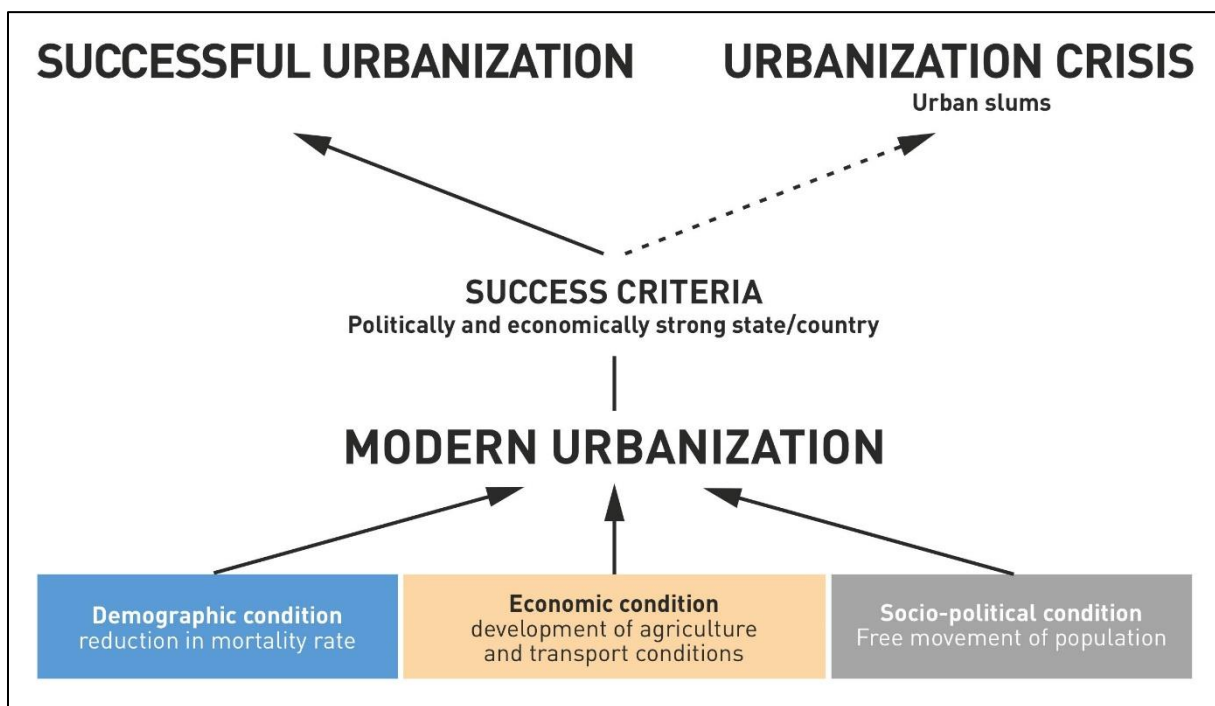 SUCCESSFUL URBANIZATION
URBANIZATION CRISIS
Urban slums
SUCCESS CRITERIA
Politically and economically strong state/country
MODERN URBANIZATION
Demographic condition
reduction in mortality rate
Economic condition
development of agriculture
and transport conditions
Socio-political condition
Free movement of population